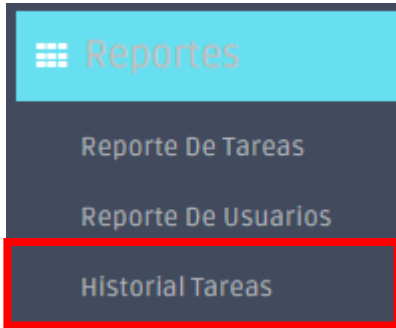 Reportes
Reporte De Tareas
Reporte De Usuarios
Historial Tareas